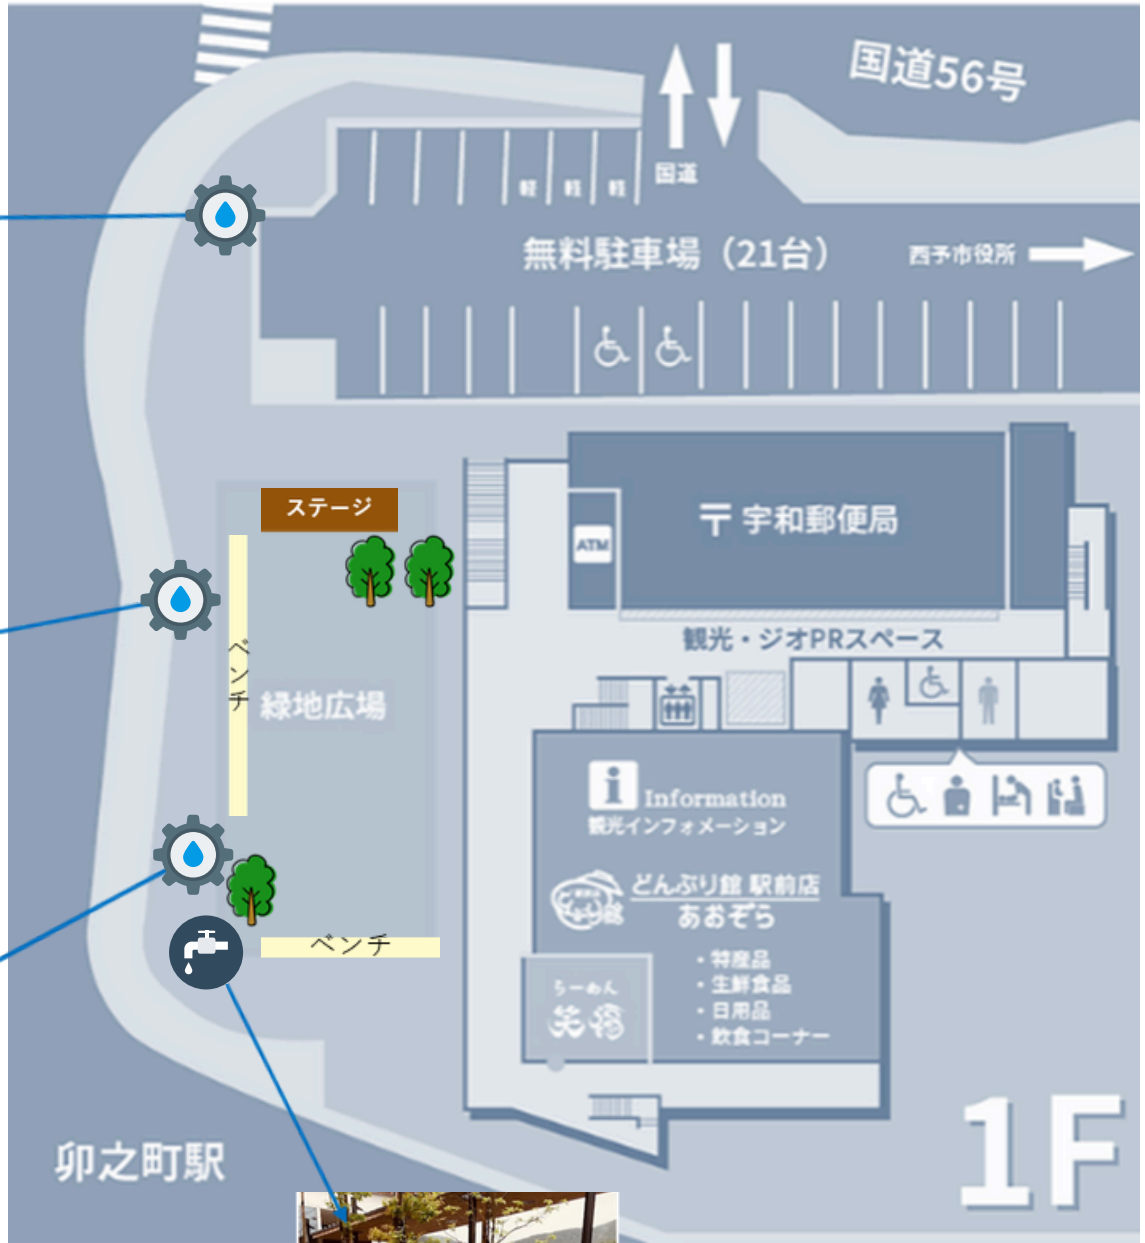 国道56号
国道
軽 軽 軽
無料駐車場（21台）
西予市役所
ステージ
〒宇和郵便局
ATM
観光・ジオPRスペース
ベンチ
緑地広場
i Information
観光インフォメーション
どんぶり館 駅前店
あおぞら
・特産品
・生鮮食品
・日用品
・飲食コーナー
らーめん
ベンチ
卯之町駅
1F